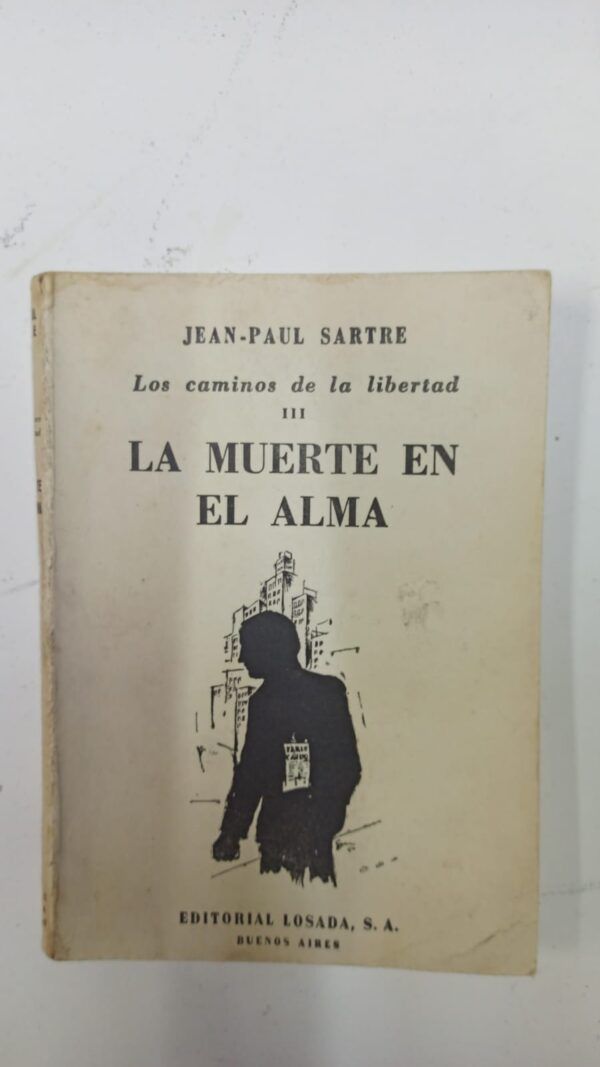 JEAN-PAUL SARTRE
Los caminos de la libertad
III
LA MUERTE EN
EL ALMA
EDITORIAL LOSADA, S. A.
BUENOS AIRES